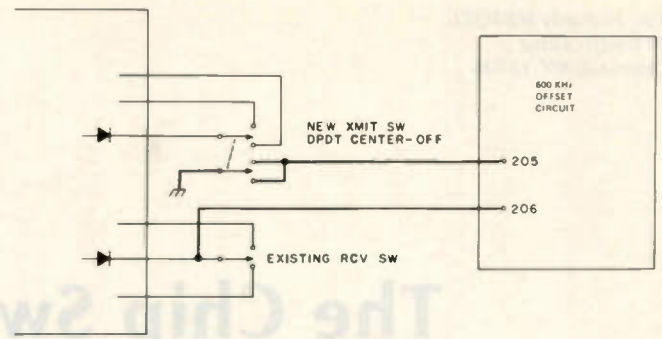 600 KHz
OFFSET
CIRCUIT
NEW XMIT SW
DPDT CENTER-OFF
205
206
EXISTING RCV SW
The Chip Sw